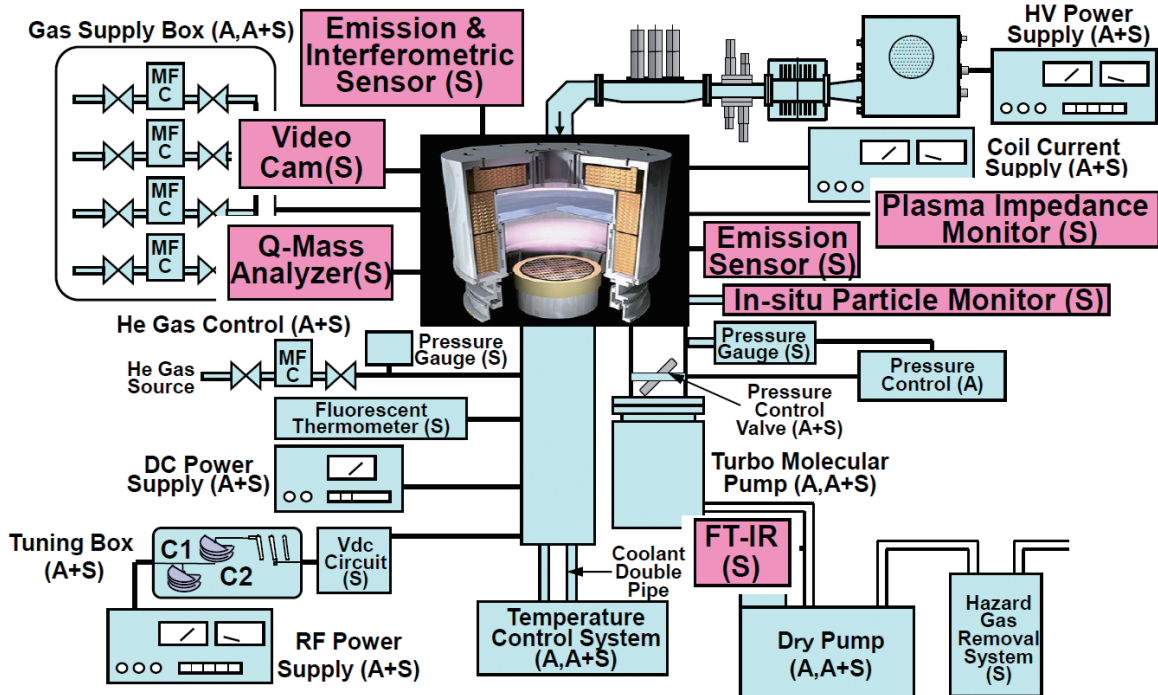 Gas Supply Box (A,A+S)
MF
C
MF
C
MF
C
MF
C
Emission &
Interferometric
Sensor (S)
HV Power
Supply (A+S)
Video
Cam(S)
Coil Current
Supply (A+S)
Q-Mass
Analyzer(S)
Plasma Impedance
Monitor (S)
Emission
Sensor (S)
In-situ Particle Monitor (S)
He Gas Control (A+S)
He Gas
Source
MF
C
Pressure
Gauge (S)
Pressure
Gauge (S)
Pressure
Control (A)
Pressure
Control
Valve (A+S)
Fluorescent
Thermometer (S)
DC Power
Supply (A+S)
Turbo Molecular
Pump (A,A+S)
Tuning Box
(A+S)
C1
C2
Vdc
Circuit
(S)
Coolant
Double
Pipe
FT-IR
(S)
RF Power
Supply (A+S)
Temperature
Control System
(A,A+S)
Dry Pump
(A,A+S)
Hazard
Gas
Removal
System
(S)